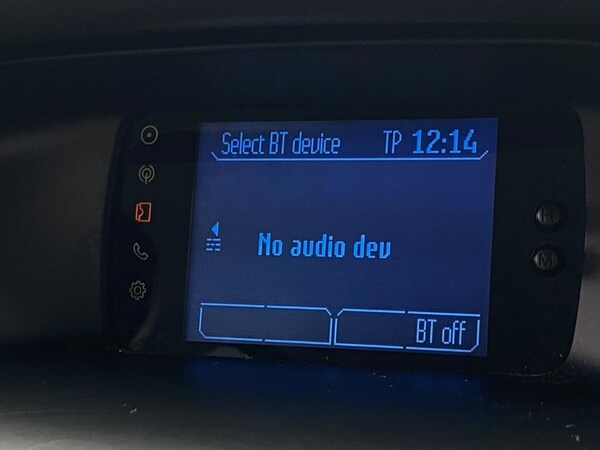 Select BT device TP 12:14
No audio dev
BT off
H
M